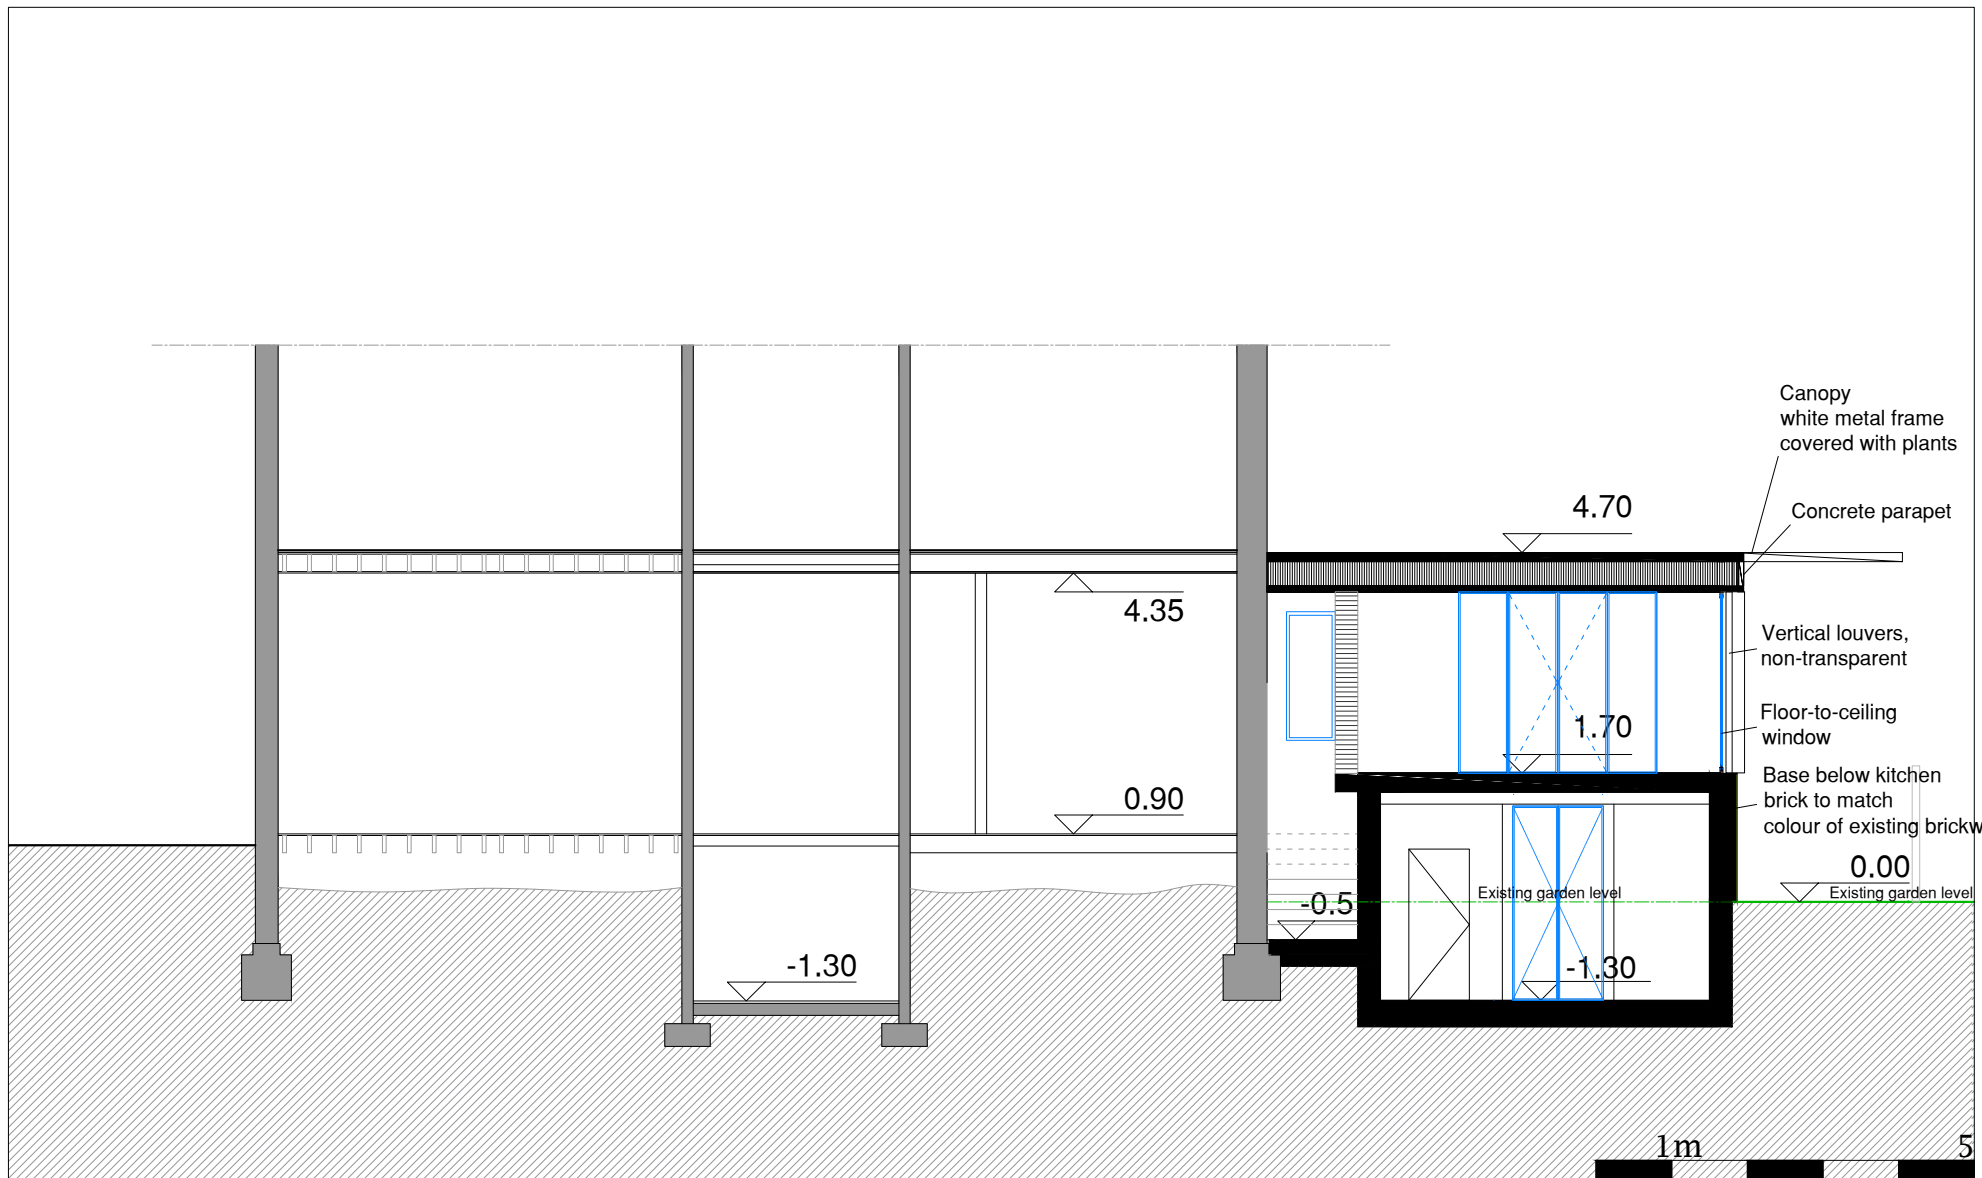 Canopy
white metal frame
covered with plants
4.70
Concrete parapet
4.35
Vertical louvers,
non-transparent
1.70
Floor-to-ceiling
window
0.90
Base below kitchen
brick to match
colour of existing brickw
0.00
Existing garden level
Existing garden level
-0.5
-1.30
-1.30
1m
5